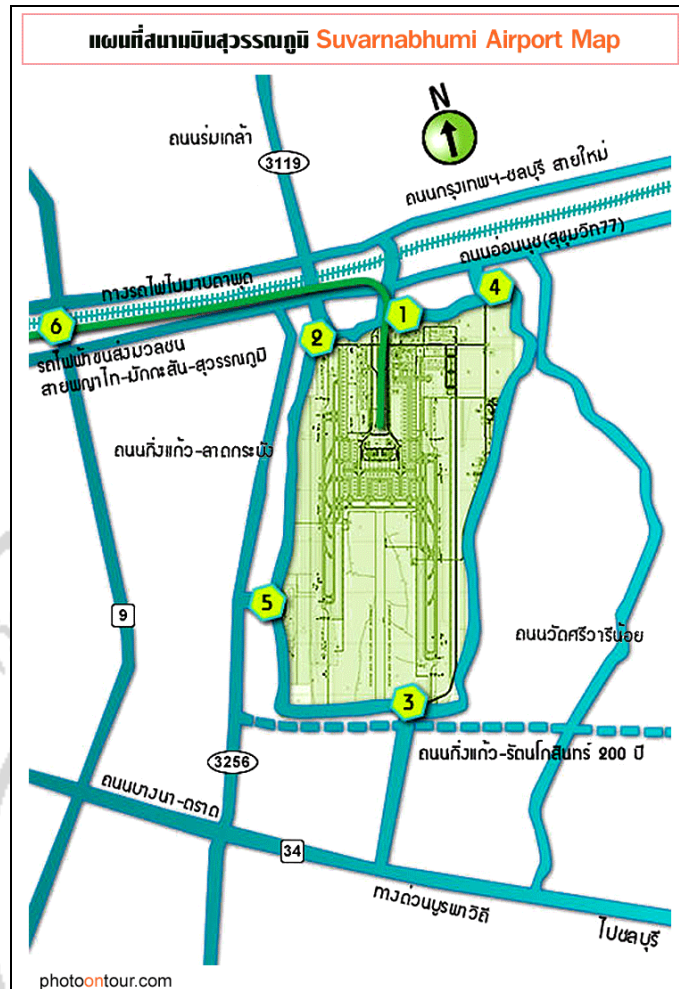 แผนที่สนามบินสุวรรณภูมิ Suvarnabhumi Airport Map
N
ถนนร่มเกล้า
3119
ถนนกรุงเทพฯ-ชลบุรี สายใหม่
ถนนอ่อนนุช(สุขุมวิท77)
ทางรถไฟไปมาบตาพุด
4
1
6
2
รถไฟฟ้าขนส่งมวลชน
สายพญาไท-มักกะสัน-สุวรรณภูมิ
ถนนกิ่งแก้ว-ลาดกระบัง
5
9
ถนนวัดศรีวารีน้อย
3
ถนนกิ่งแก้ว-รัตนโกสินทร์ 200 ปี
3256
ถนนบางนา-ตราด
34
ทางด่วนบูรพาวิถี
ไปชลบุรี
photoontour.com